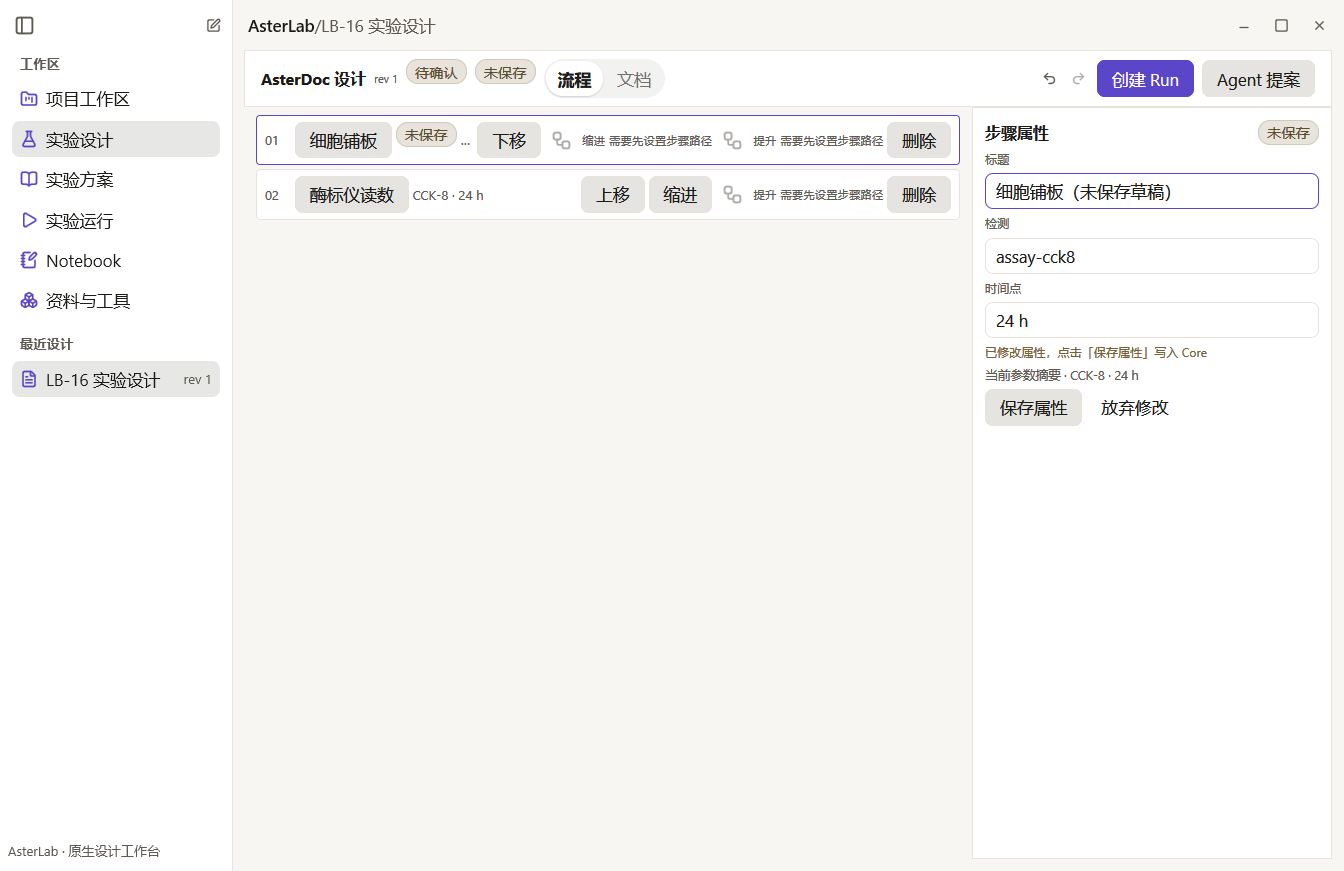 AsterLab/LB-16 实验设计
工作区
项目工作区
实验设计
实验方案
实验运行
Notebook
资料与工具
最近设计
LB-16 实验设计 rev 1
AsterLab · 原生设计工作台
AsterDoc 设计 rev 1 待确认 未保存 流程 文档 创建 Run Agent 提案
01 细胞铺板 未保存 ... 下移 缩进 需要先设置步骤路径 提升 需要先设置步骤路径 删除
02 酶标仪读数 CCK-8 · 24 h 上移 缩进 提升 需要先设置步骤路径 删除
步骤属性 未保存
标题
细胞铺板（未保存草稿）
检测
assay-cck8
时间点
24 h
已修改属性，点击「保存属性」写入 Core
当前参数摘要 · CCK-8 · 24 h
保存属性 放弃修改